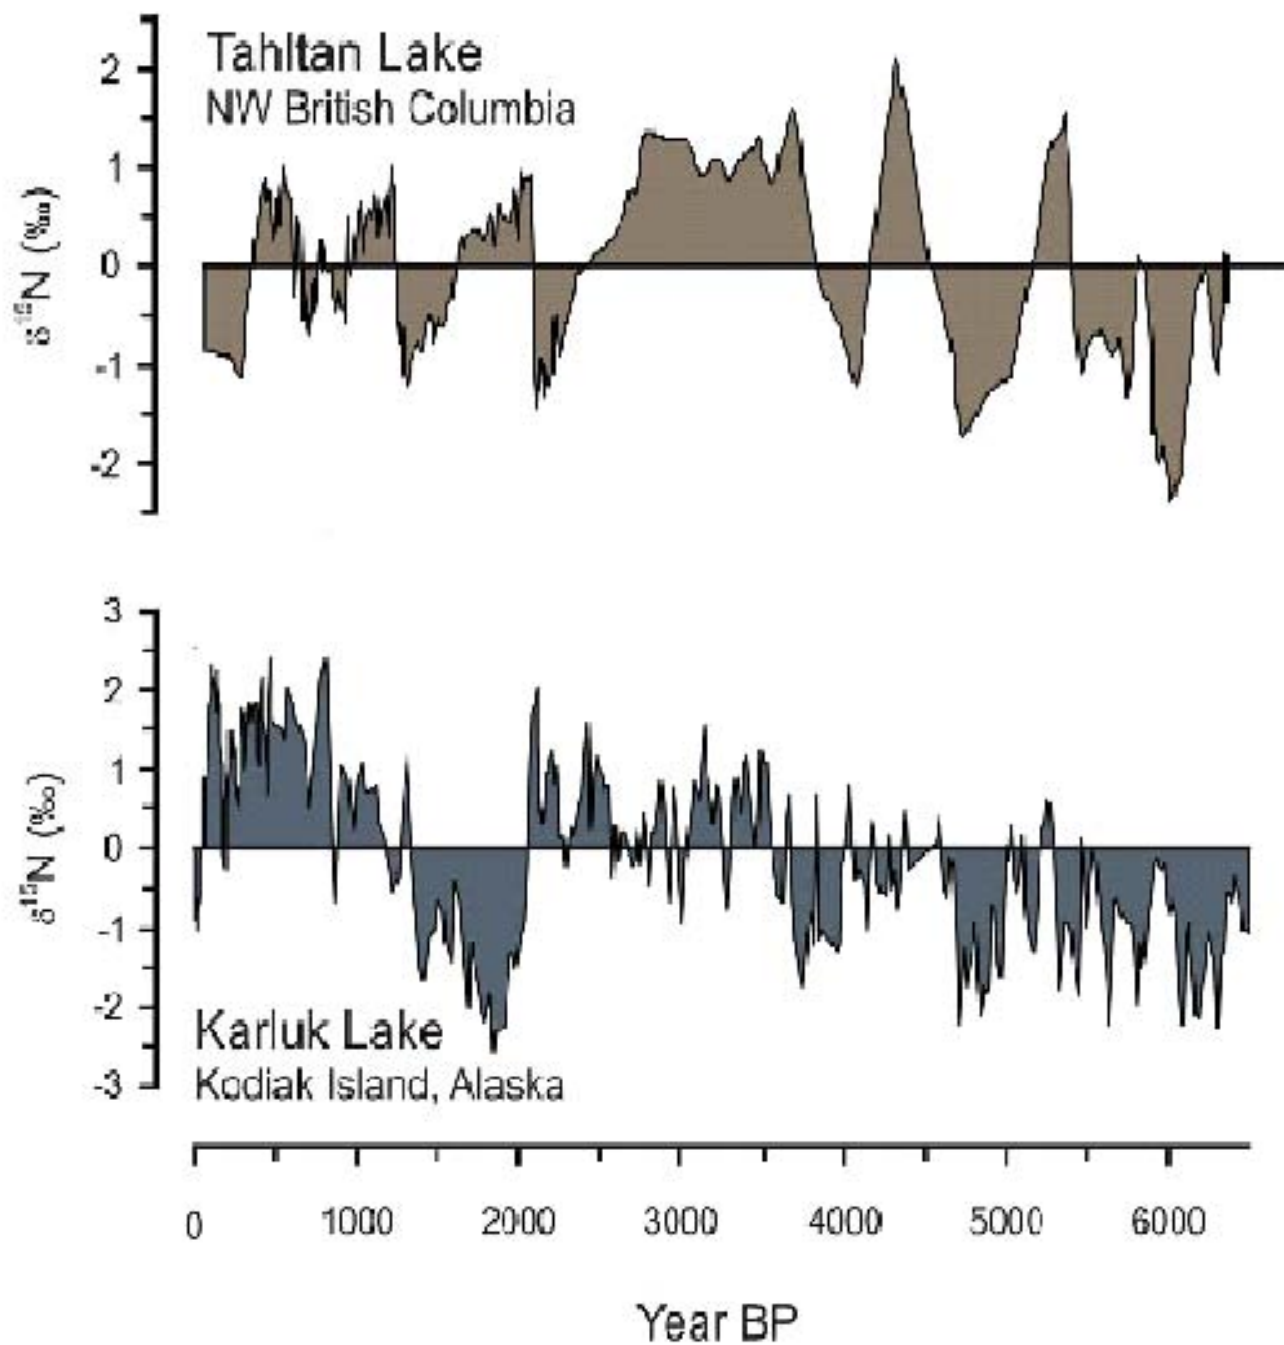 Tahltan Lake
NW British Columbia
2
1
0
-1
-2
δ¹⁵N (‰)
3
2
1
0
-1
-2
-3
δ¹⁵N (‰)
Karluk Lake
Kodiak Island, Alaska
0 1000 2000 3000 4000 5000 6000
Year BP